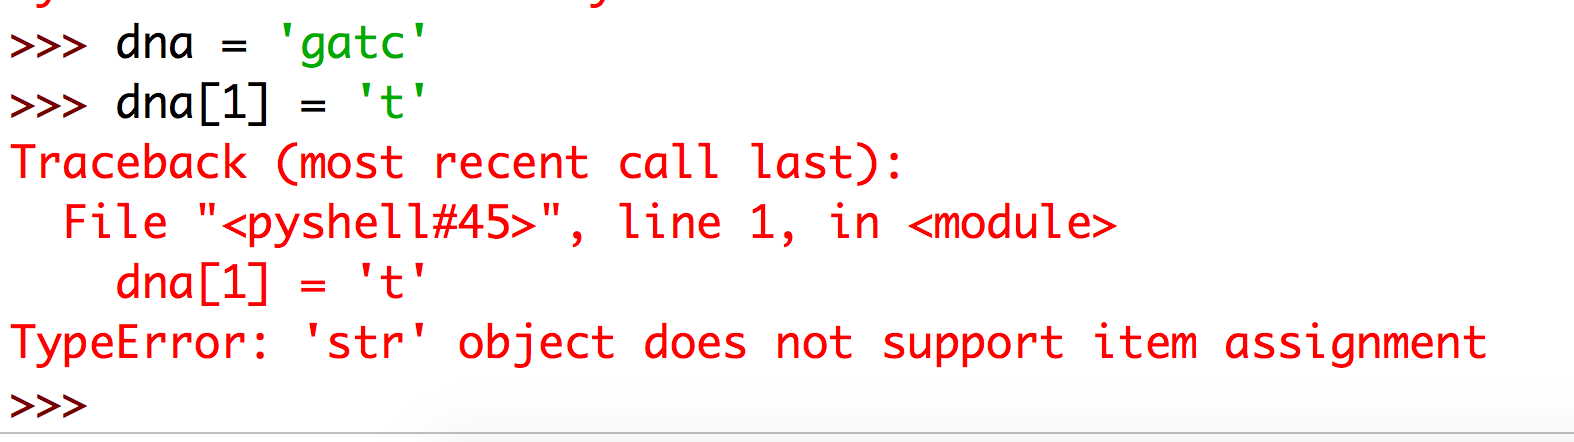 >>> dna = 'gatc'
>>> dna[1] = 't'
Traceback (most recent call last):
  File "<pyshell#45>", line 1, in <module>
    dna[1] = 't'
TypeError: 'str' object does not support item assignment
>>>